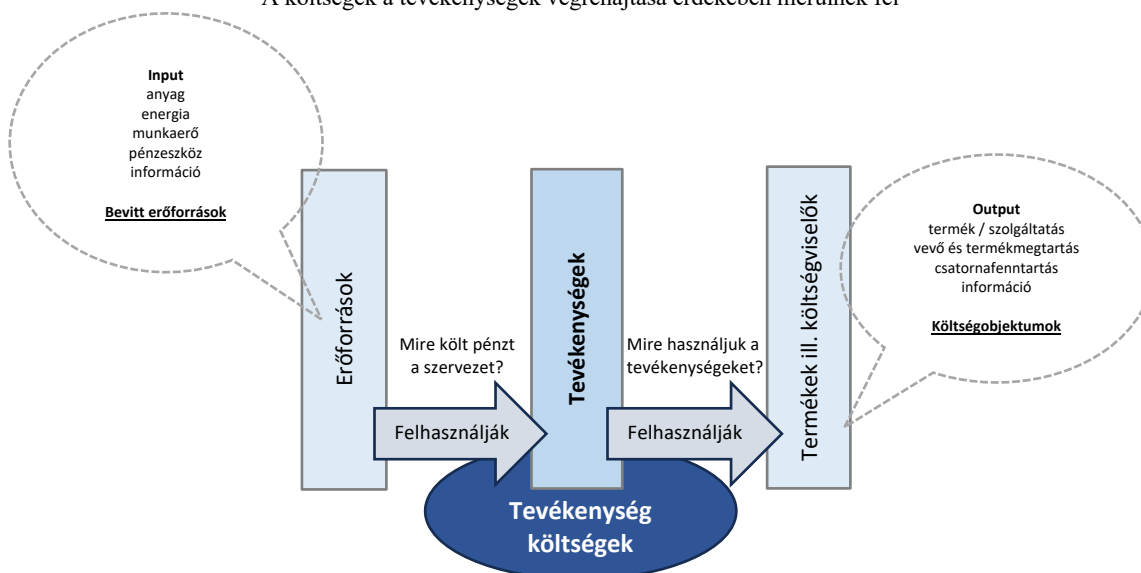 A költségek a tevékenységek végrehajtása érdekében merülnek fel
Input
anyag
energia
munkaerő
pénzeszköz
információ
Bevitt erőforrások
Erőforrások
Mire költ pénzt
a szervezet?
Felhasználják
Tevékenységek
Mire használjuk a
tevékenységeket?
Felhasználják
Termékek ill. költségviselők
Output
termék / szolgáltatás
vevő és termékmegtartás
csatornafenntartás
információ
Költségobjektumok
Tevékenység
költségek